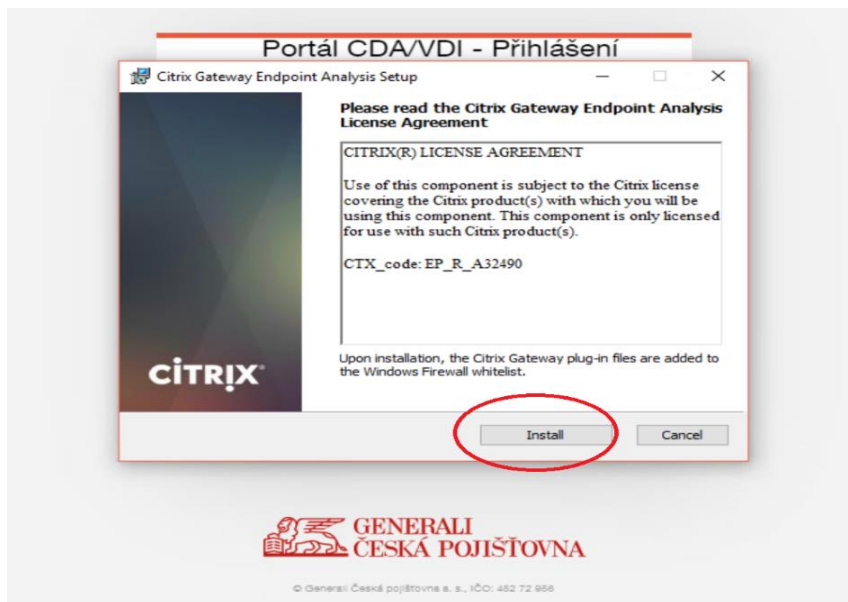 Portál CDA/VDI - Přihlášení
Citrix Gateway Endpoint Analysis Setup
Please read the Citrix Gateway Endpoint Analysis
License Agreement
CITRIX(R) LICENSE AGREEMENT
Use of this component is subject to the Citrix license
covering the Citrix product(s) with which you will be
using this component. This component is only licensed
for use with such Citrix product(s).
CTX_code: EP_R_A32490
Upon installation, the Citrix Gateway plug-in files are added to
the Windows Firewall whitelist.
CITRIX
Install
Cancel
GENERALI
ČESKÁ POJIŠŤOVNA
© Generali Česká pojišťovna a. s., IČO: 452 72 956